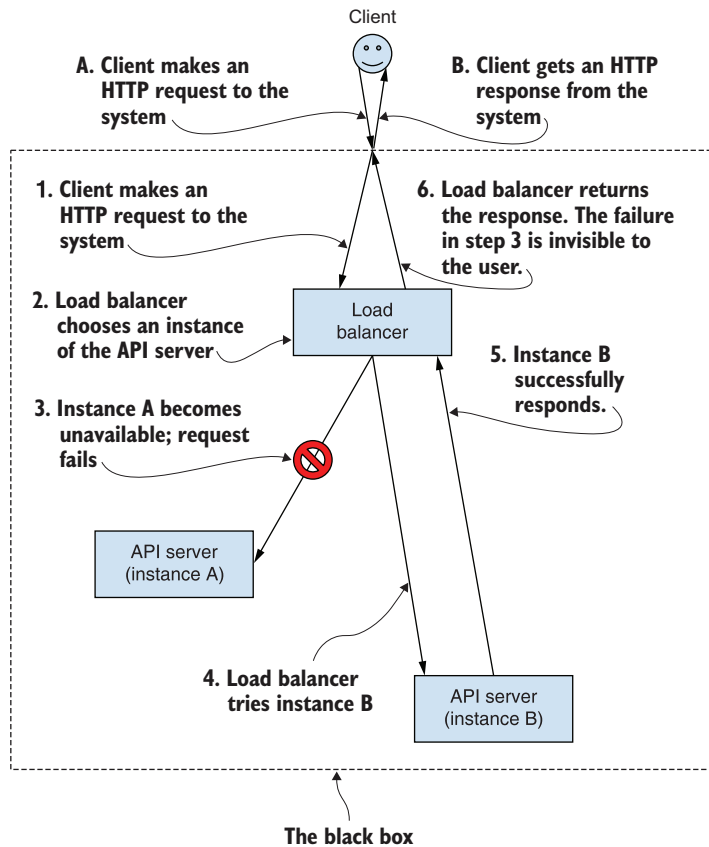 Client
A. Client makes an
HTTP request to the
system
B. Client gets an HTTP
response from the
system
1. Client makes an
HTTP request to the
system
6. Load balancer returns
the response. The failure
in step 3 is invisible to
the user.
2. Load balancer
chooses an instance
of the API server
Load
balancer
5. Instance B
successfully
responds.
3. Instance A becomes
unavailable; request
fails
API server
(instance A)
4. Load balancer
tries instance B
API server
(instance B)
The black box